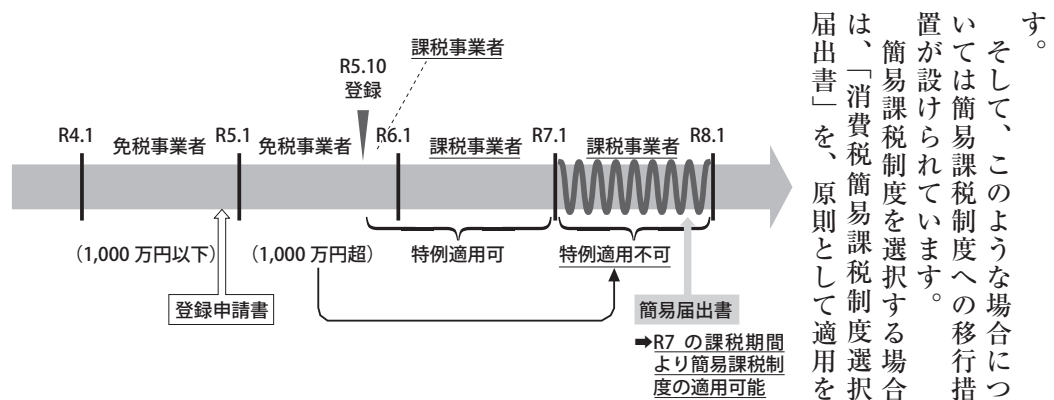 す。
そして、このような場合につ
いては簡易課税制度への移行措
置が設けられています。
簡易課税制度を選択する場合
は、「消費税簡易課税制度選択
届出書」を、原則として適用を
課税事業者
R5.10
登録
R4.1
免税事業者
R5.1
免税事業者
R6.1
課税事業者
R7.1
課税事業者
R8.1
（1,000 万円以下）
（1,000 万円超）
特例適用可
特例適用不可
登録申請書
簡易届出書
➡R7 の課税期間
より簡易課税制
度の適用可能